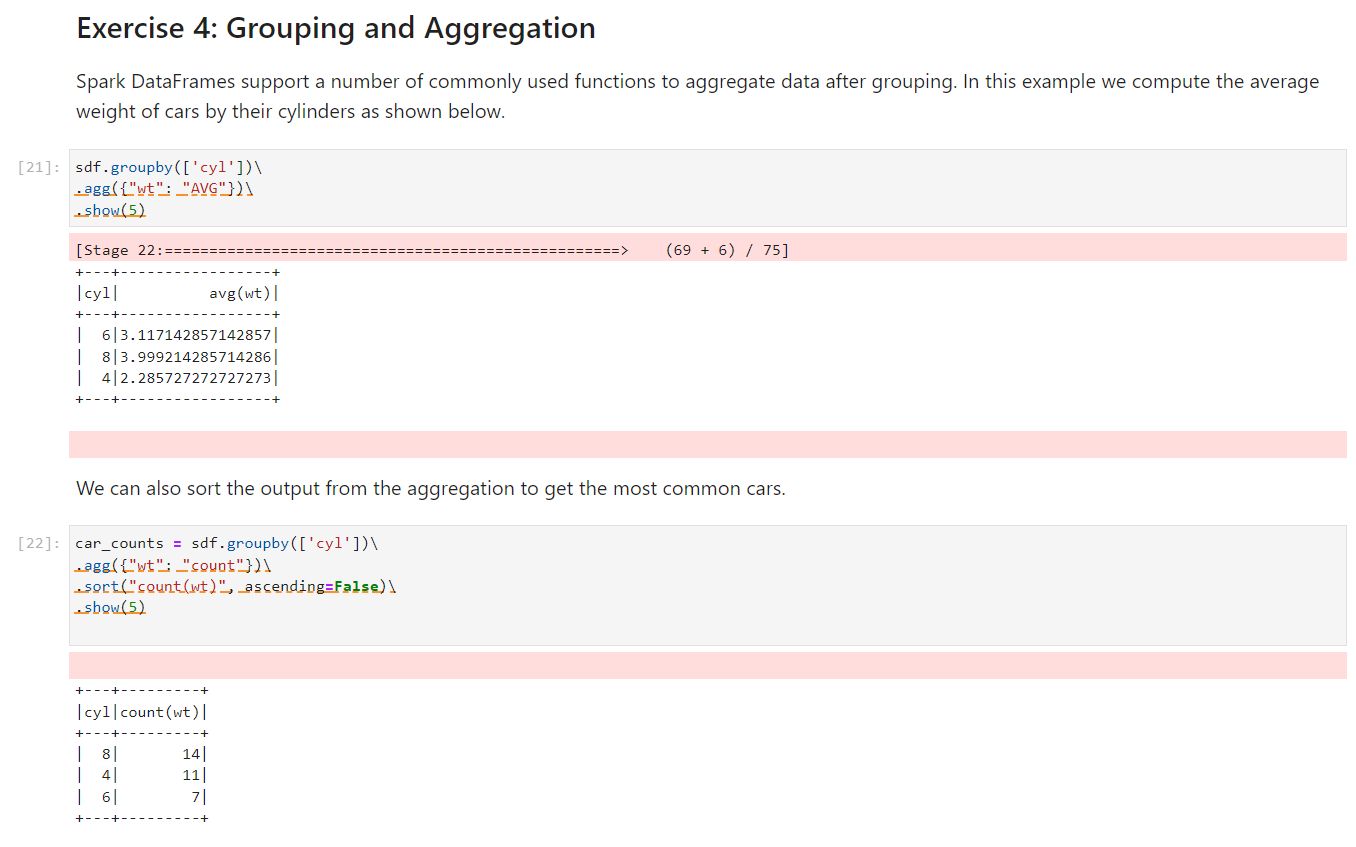 Exercise 4: Grouping and Aggregation
Spark DataFrames support a number of commonly used functions to aggregate data after grouping. In this example we compute the average
weight of cars by their cylinders as shown below.
[21]: sdf.groupby(['cyl'])\
.agg({"wt": "AVG"})\
.show(5)
[Stage 22:===================================================>    (69 + 6) / 75]
+---+-----------------+
|cyl|          avg(wt)|
+---+-----------------+
|  6|3.117142857142857|
|  8|3.999214285714286|
|  4|2.285727272727273|
+---+-----------------+
We can also sort the output from the aggregation to get the most common cars.
[22]: car_counts = sdf.groupby(['cyl'])\
.agg({"wt": "count"})\
.sort("count(wt)", ascending=False)\
.show(5)
+---+---------+
|cyl|count(wt)|
+---+---------+
|  8|       14|
|  4|       11|
|  6|        7|
+---+---------+